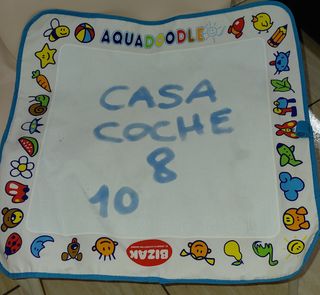 AQUADOODLE
CASA
COCHE
8
10
BIZAK